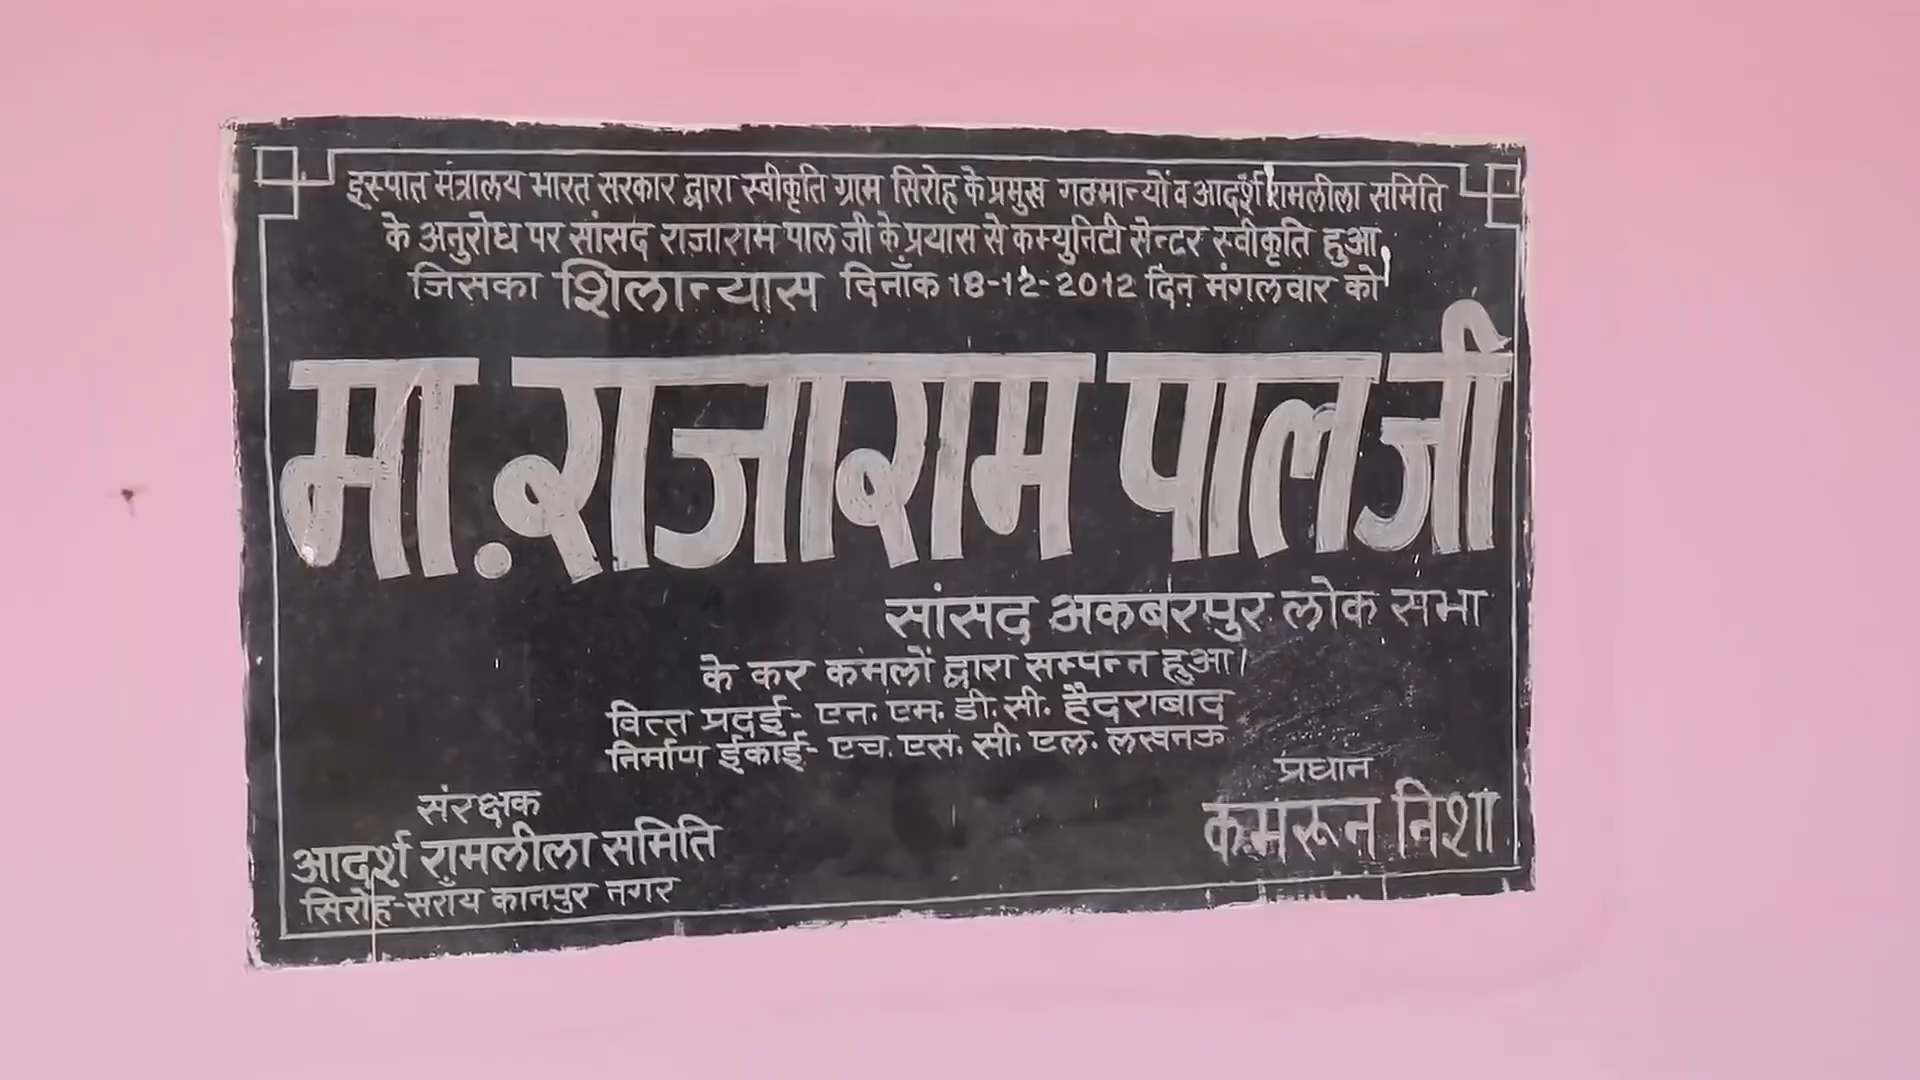 इस्पात मंत्रालय भारत सरकार द्वारा स्वीकृति ग्राम सिरोह के प्रमुख गठमान्यों व आदर्श रामलीला समिति
के अनुरोध पर सांसद राजाराम पाल जी के प्रयास से कम्युनिटी सेन्टर स्वीकृति हुआ
जिसका शिलान्यास दिनाँक 18-12-2012 दिन मंगलवार को
मा. राजाराम पाल जी
सांसद अकबरपुर लोक सभा
के कर कमलों द्वारा सम्पन्न हुआ।
वित्त प्रदई- एन. एम. डी. सी. हैदराबाद
निर्माण ईकाई- एच. एस. सी. एल. लखनऊ
संरक्षक
आदर्श रामलीला समिति
सिरोह-सराँय कानपुर नगर
प्रधान
कमरून निशा